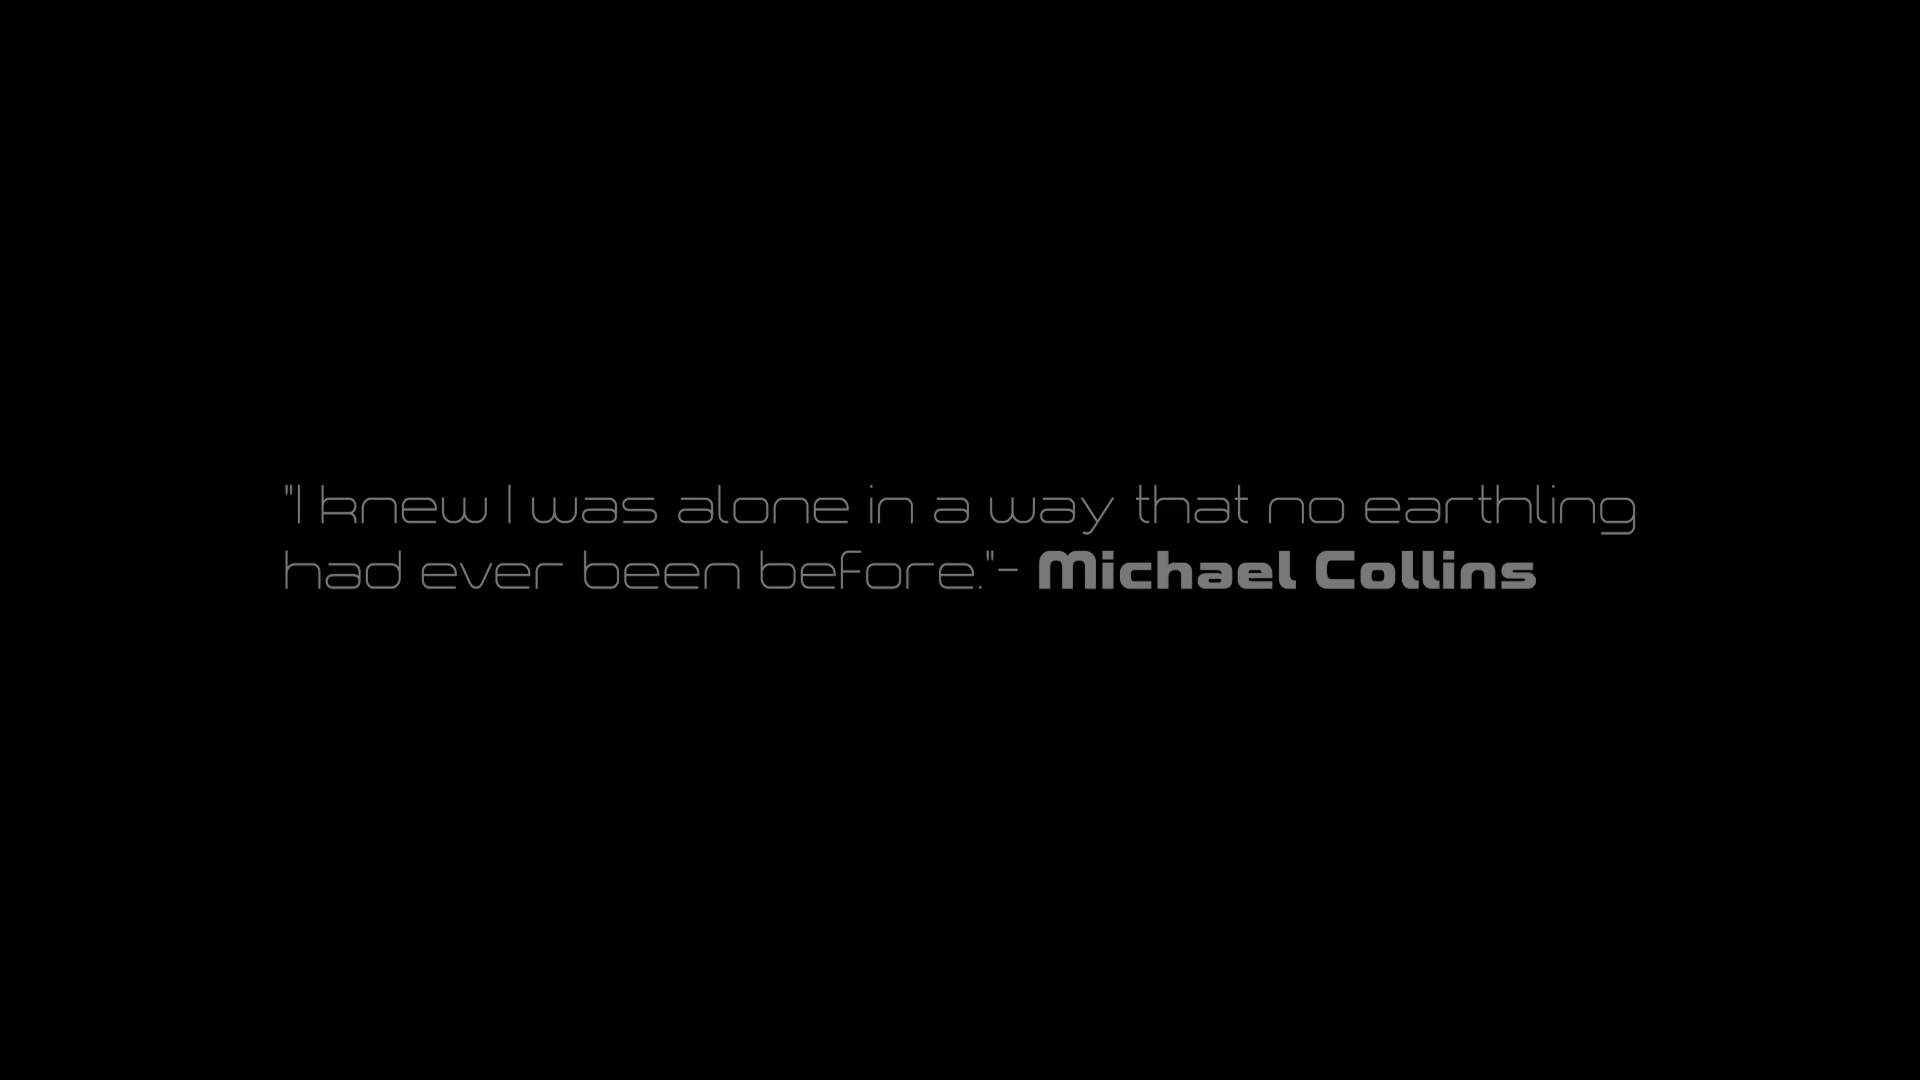 "I knew I was alone in a way that no earthling
had ever been before."- Michael Collins